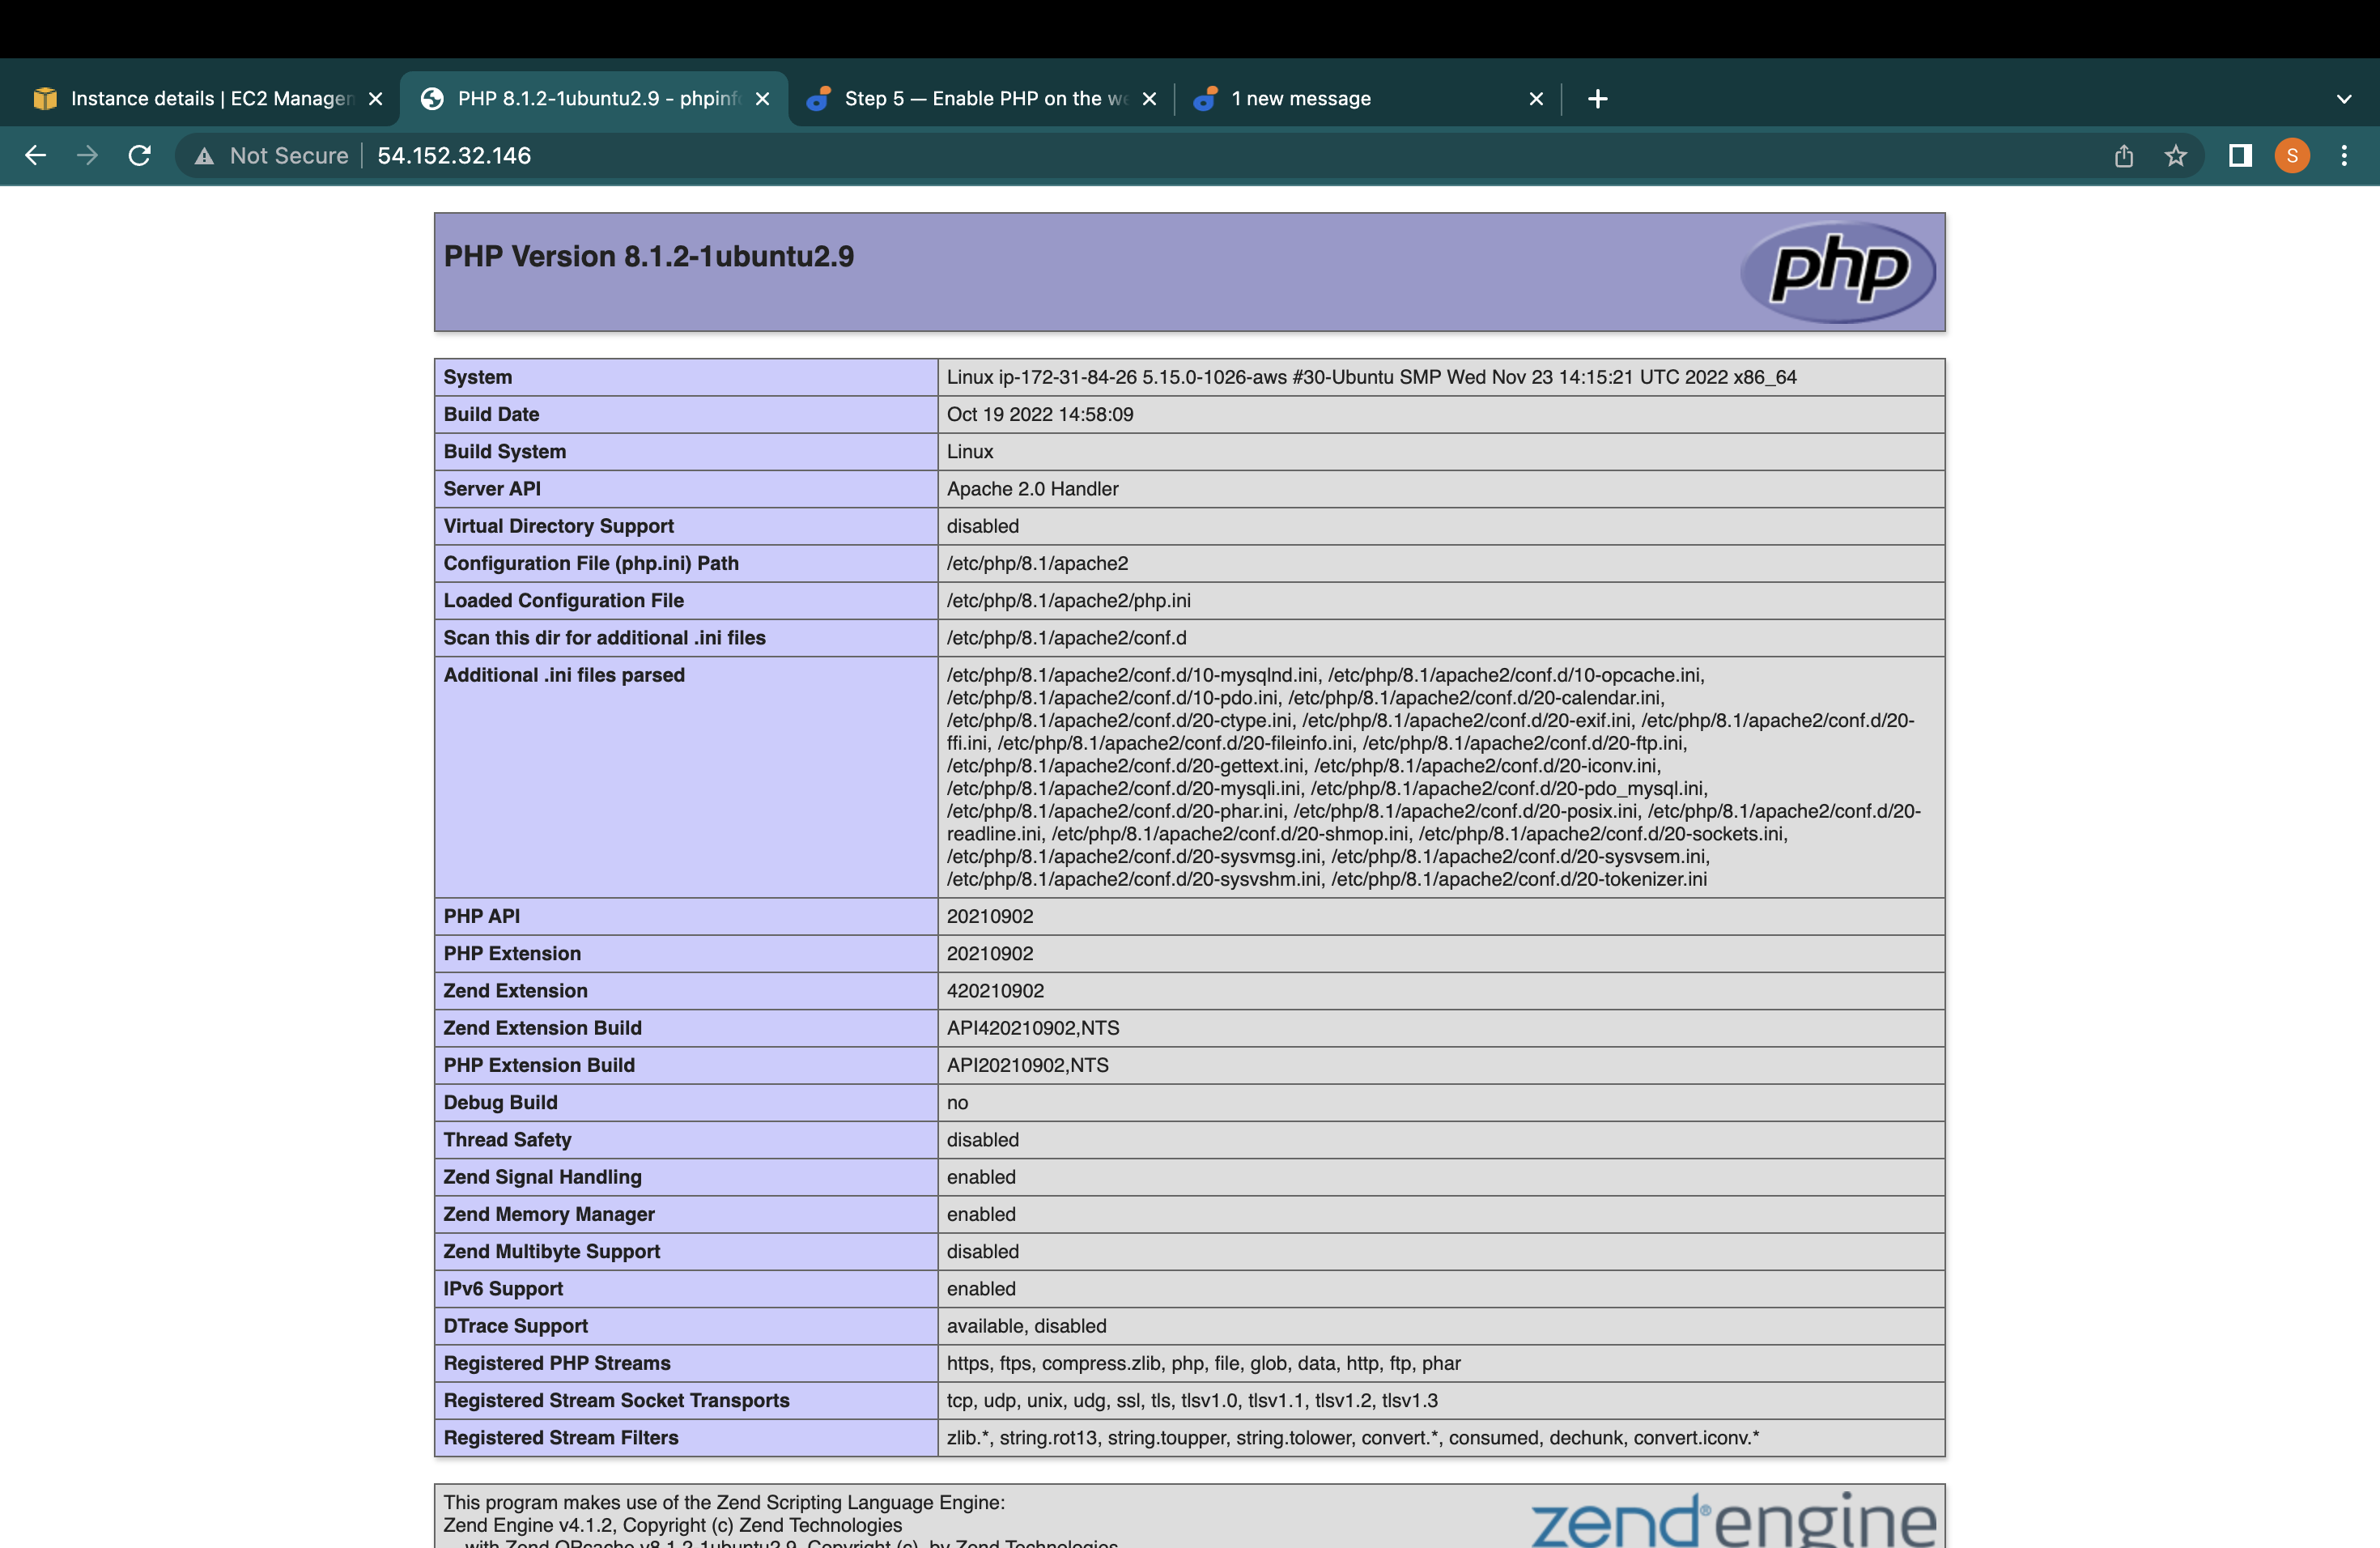 Instance details | EC2 Manager
PHP 8.1.2-1ubuntu2.9 - phpinf
Step 5 — Enable PHP on the we
1 new message
Not Secure
54.152.32.146
S
PHP Version 8.1.2-1ubuntu2.9
php
System Linux ip-172-31-84-26 5.15.0-1026-aws #30-Ubuntu SMP Wed Nov 23 14:15:21 UTC 2022 x86_64
Build Date Oct 19 2022 14:58:09
Build System Linux
Server API Apache 2.0 Handler
Virtual Directory Support disabled
Configuration File (php.ini) Path /etc/php/8.1/apache2
Loaded Configuration File /etc/php/8.1/apache2/php.ini
Scan this dir for additional .ini files /etc/php/8.1/apache2/conf.d
Additional .ini files parsed /etc/php/8.1/apache2/conf.d/10-mysqlnd.ini, /etc/php/8.1/apache2/conf.d/10-opcache.ini,
/etc/php/8.1/apache2/conf.d/10-pdo.ini, /etc/php/8.1/apache2/conf.d/20-calendar.ini,
/etc/php/8.1/apache2/conf.d/20-ctype.ini, /etc/php/8.1/apache2/conf.d/20-exif.ini, /etc/php/8.1/apache2/conf.d/20-
ffi.ini, /etc/php/8.1/apache2/conf.d/20-fileinfo.ini, /etc/php/8.1/apache2/conf.d/20-ftp.ini,
/etc/php/8.1/apache2/conf.d/20-gettext.ini, /etc/php/8.1/apache2/conf.d/20-iconv.ini,
/etc/php/8.1/apache2/conf.d/20-mysqli.ini, /etc/php/8.1/apache2/conf.d/20-pdo_mysql.ini,
/etc/php/8.1/apache2/conf.d/20-phar.ini, /etc/php/8.1/apache2/conf.d/20-posix.ini, /etc/php/8.1/apache2/conf.d/20-
readline.ini, /etc/php/8.1/apache2/conf.d/20-shmop.ini, /etc/php/8.1/apache2/conf.d/20-sockets.ini,
/etc/php/8.1/apache2/conf.d/20-sysvmsg.ini, /etc/php/8.1/apache2/conf.d/20-sysvsem.ini,
/etc/php/8.1/apache2/conf.d/20-sysvshm.ini, /etc/php/8.1/apache2/conf.d/20-tokenizer.ini
PHP API 20210902
PHP Extension 20210902
Zend Extension 420210902
Zend Extension Build API420210902,NTS
PHP Extension Build API20210902,NTS
Debug Build no
Thread Safety disabled
Zend Signal Handling enabled
Zend Memory Manager enabled
Zend Multibyte Support disabled
IPv6 Support enabled
DTrace Support available, disabled
Registered PHP Streams https, ftps, compress.zlib, php, file, glob, data, http, ftp, phar
Registered Stream Socket Transports tcp, udp, unix, udg, ssl, tls, tlsv1.0, tlsv1.1, tlsv1.2, tlsv1.3
Registered Stream Filters zlib.*, string.rot13, string.toupper, string.tolower, convert.*, consumed, dechunk, convert.iconv.*
This program makes use of the Zend Scripting Language Engine:
Zend Engine v4.1.2, Copyright (c) Zend Technologies
with Zend OPcache v8.1.2-1ubuntu2.9, Copyright (c), by Zend Technologies
zend®engine